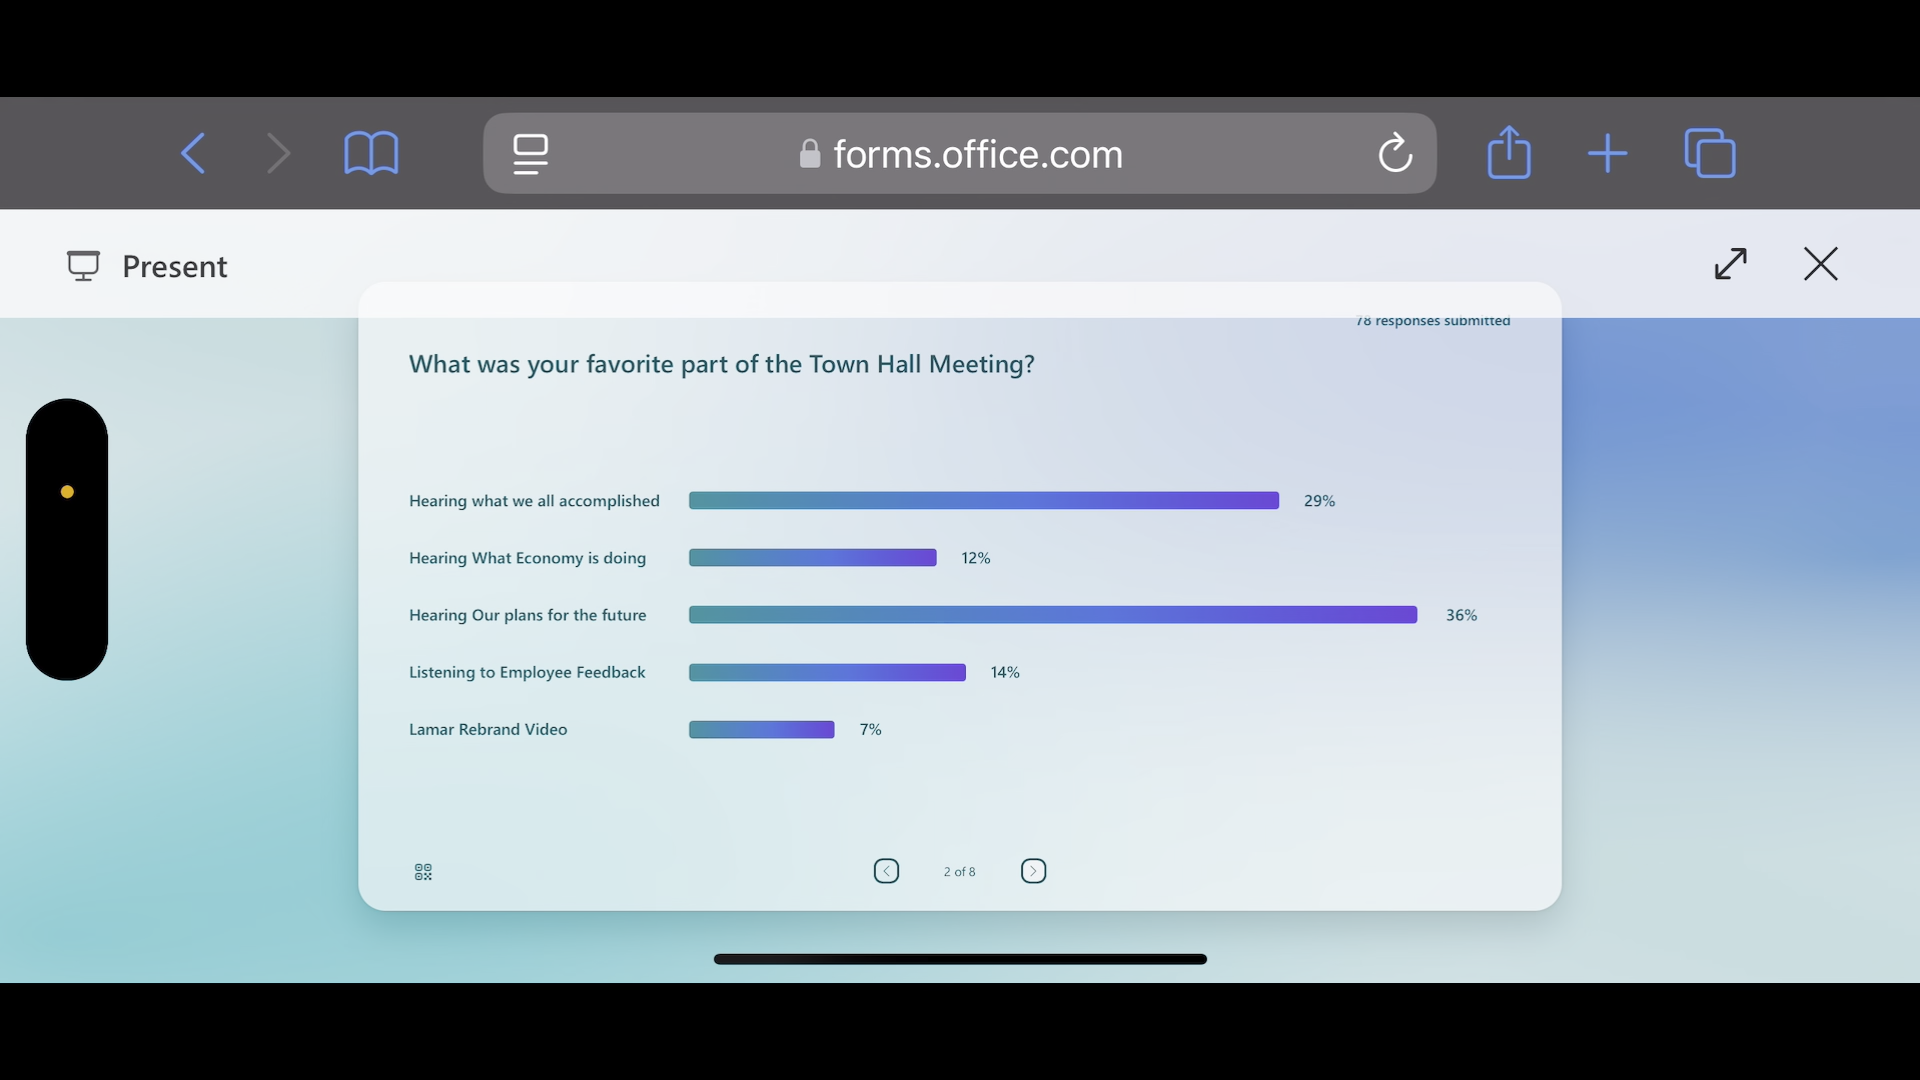 forms.office.com
Present
78 responses submitted
What was your favorite part of the Town Hall Meeting?
Hearing what we all accomplished 29%
Hearing What Economy is doing 12%
Hearing Our plans for the future 36%
Listening to Employee Feedback 14%
Lamar Rebrand Video 7%
2 of 8